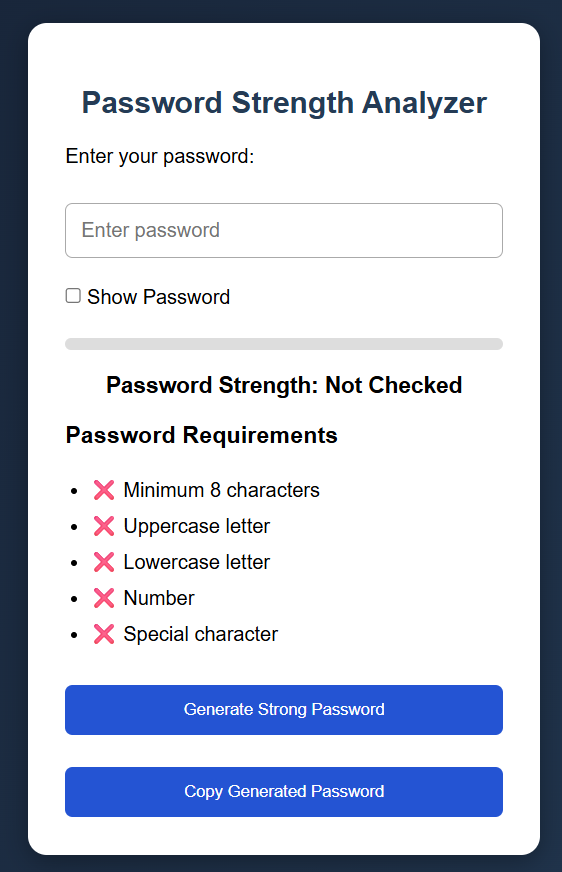 Password Strength Analyzer
Enter your password:
Enter password
Show Password
Password Strength: Not Checked
Password Requirements
• ❌ Minimum 8 characters
• ❌ Uppercase letter
• ❌ Lowercase letter
• ❌ Number
• ❌ Special character
Generate Strong Password
Copy Generated Password